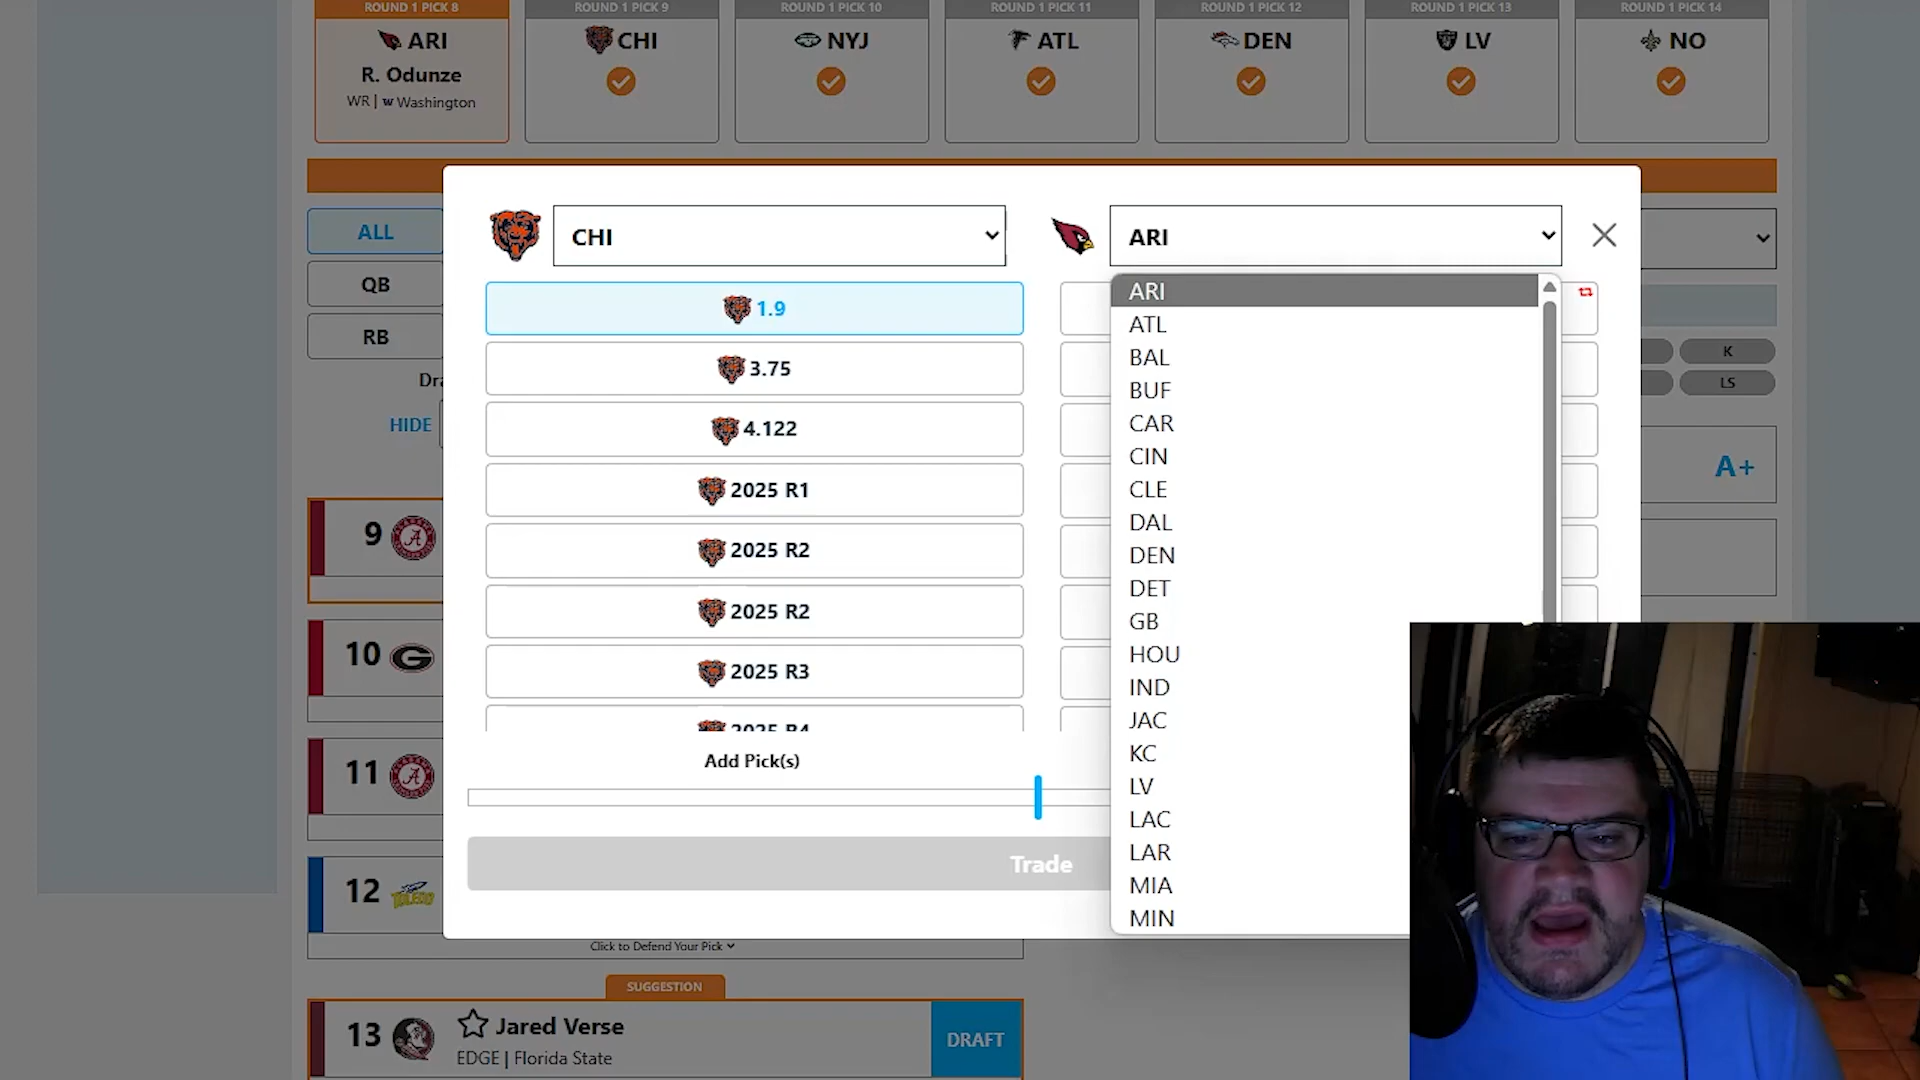 ROUND 1 PICK 8
ARI
R. Odunze
WR | W Washington
ROUND 1 PICK 9
CHI
ROUND 1 PICK 10
NYJ
ROUND 1 PICK 11
ATL
ROUND 1 PICK 12
DEN
ROUND 1 PICK 13
LV
ROUND 1 PICK 14
NO
ALL
QB
RB
HIDE
CHI
1.9
3.75
4.122
2025 R1
2025 R2
2025 R2
2025 R3
2025 R4
Add Pick(s)
Trade
ARI
ARI
ATL
BAL
BUF
CAR
CIN
CLE
DAL
DEN
DET
GB
HOU
IND
JAC
KC
LV
LAC
LAR
MIA
MIN
K
LS
A+
9
10
11
12
TOLEDO
Click to Defend Your Pick
SUGGESTION
13
Jared Verse
EDGE | Florida State
DRAFT